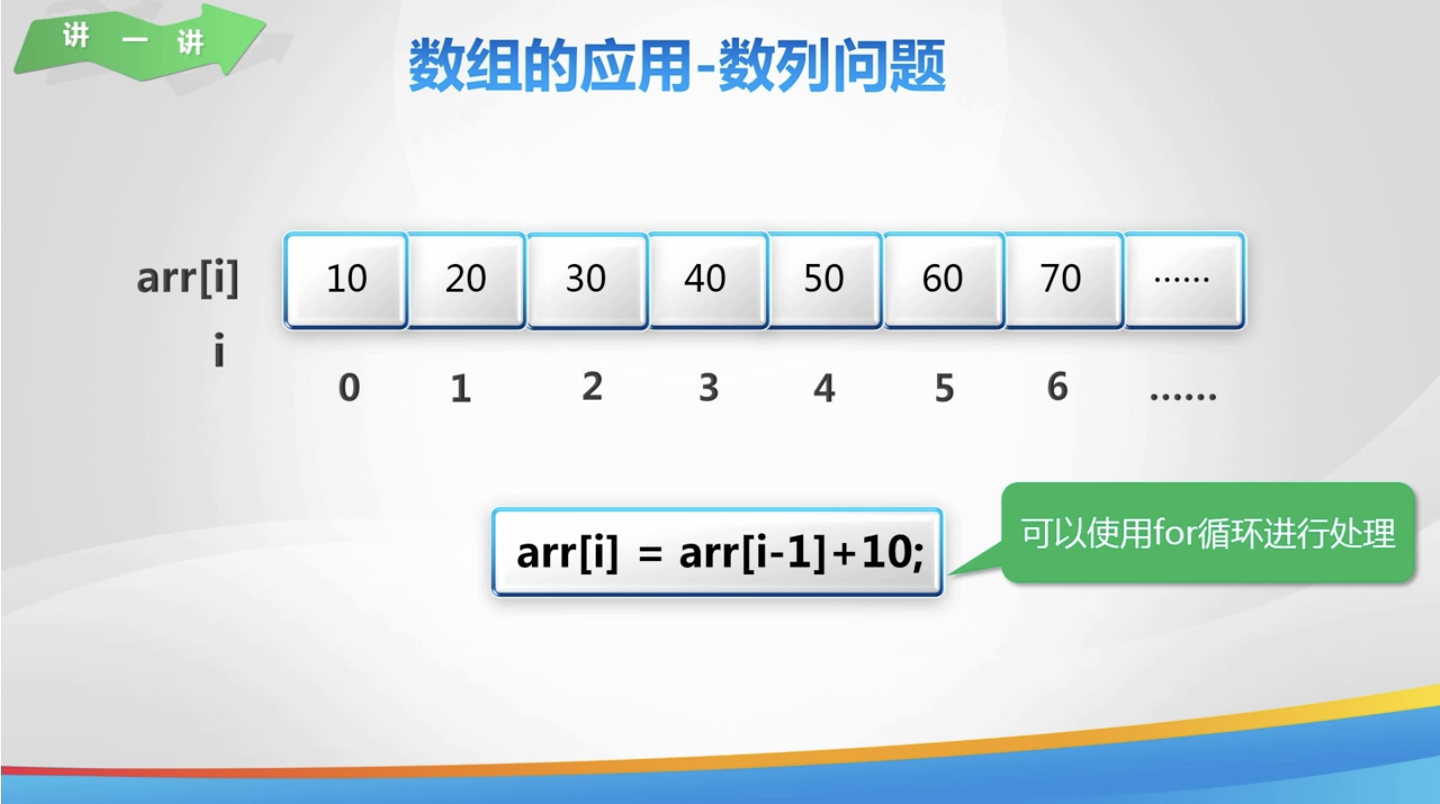 讲一讲
数组的应用-数列问题
arr[i] 10 20 30 40 50 60 70 ······
i 0 1 2 3 4 5 6 ······
arr[i] = arr[i-1]+10;
可以使用for循环进行处理